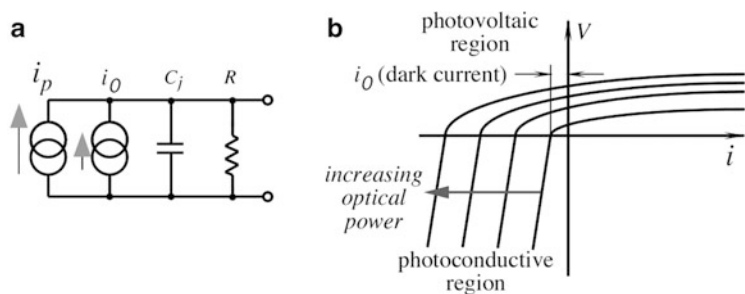 a
i_p i_0 C_j R
b
photovoltaic
region
V
i_0 (dark current)
i
increasing
optical
power
photoconductive
region